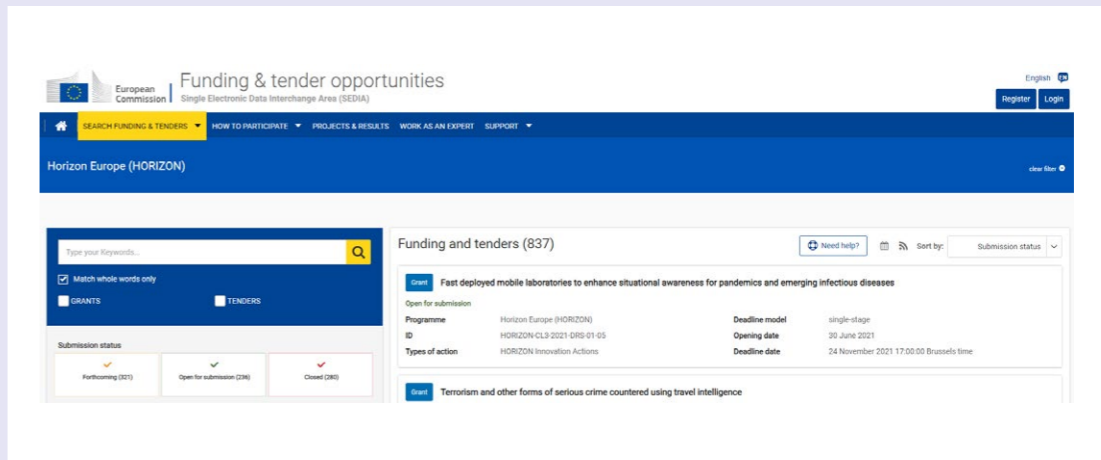 European
Commission
Funding & tender opportunities
Single Electronic Data Interchange Area (SEDIA)
English EN
Register Login
SEARCH FUNDING & TENDERS HOW TO PARTICIPATE PROJECTS & RESULTS WORK AS AN EXPERT SUPPORT
Horizon Europe (HORIZON)
clear filter
Type your Keywords...
Match whole words only
GRANTS TENDERS
Submission status
Forthcoming (321) Open for submission (236) Closed (280)
Funding and tenders (837)
Need help? Sort by: Submission status
Grant Fast deployed mobile laboratories to enhance situational awareness for pandemics and emerging infectious diseases
Open for submission
Programme Horizon Europe (HORIZON) Deadline model single-stage
ID HORIZON-CL3-2021-DRS-01-05 Opening date 30 June 2021
Types of action HORIZON Innovation Actions Deadline date 24 November 2021 17:00:00 Brussels time
Grant Terrorism and other forms of serious crime countered using travel intelligence